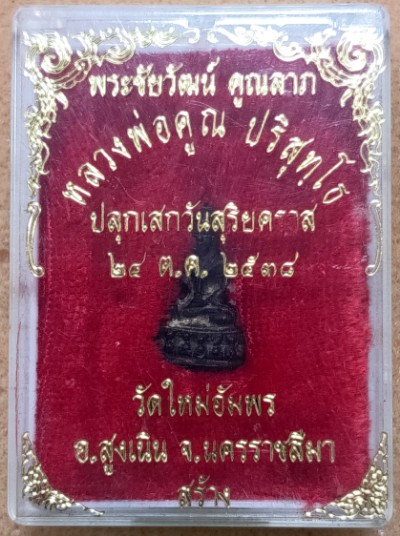 พระชัยวัฒน์ คูณลาภ
หลวงพ่อคูณ ปริสุทฺโธ
ปลุกเสกวันสุริยคราส
๒๔ ต.ค. ๒๕๓๘
วัดใหม่อัมพร
อ.สูงเนิน จ.นครราชสีมา
สร้าง